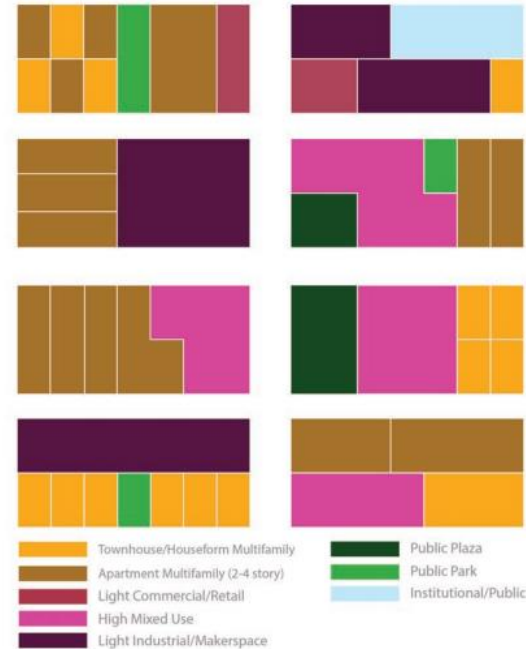 Townhouse/Houseform Multifamily
Apartment Multifamily (2-4 story)
Light Commercial/Retail
High Mixed Use
Light Industrial/Makerspace
Public Plaza
Public Park
Institutional/Public